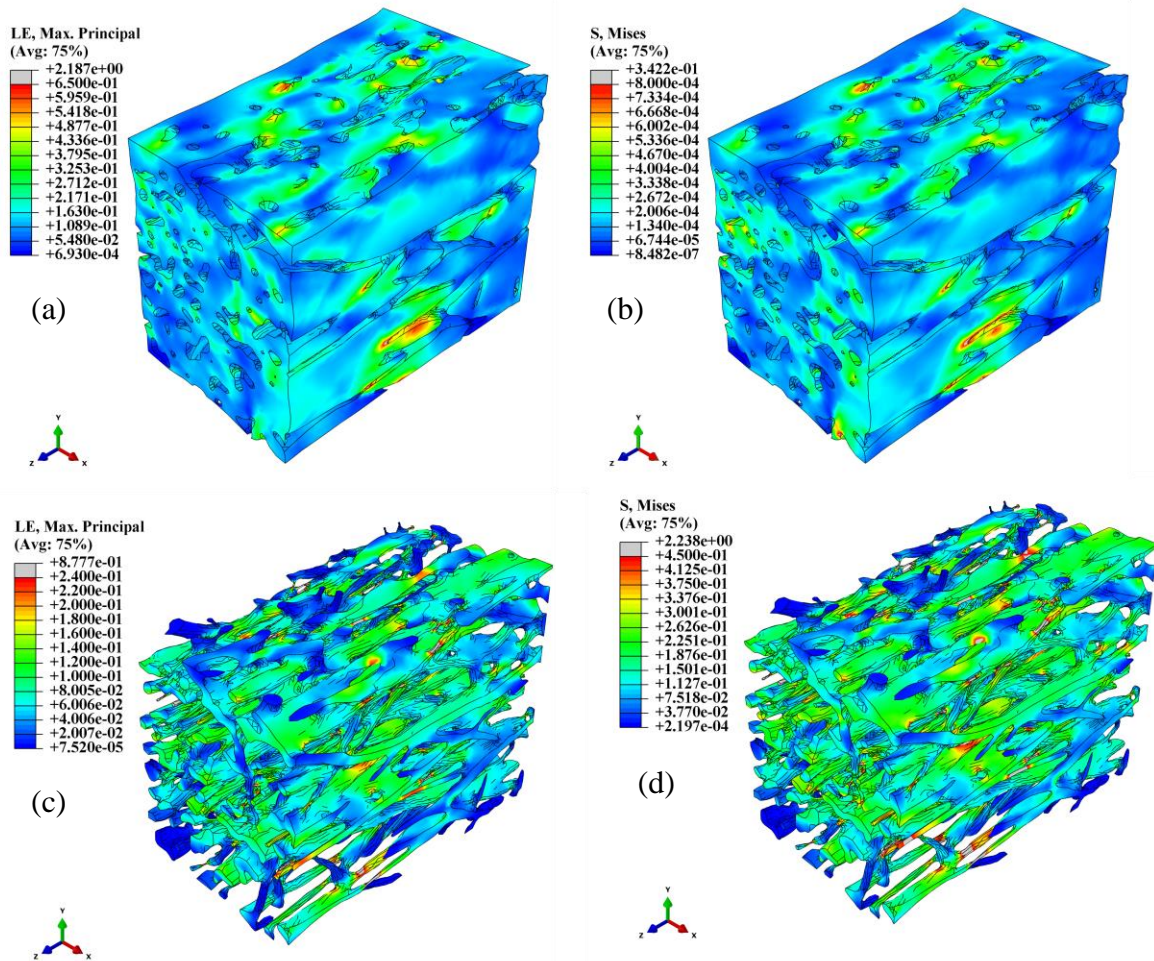 LE, Max. Principal
(Avg: 75%)
+2.187e+00
+6.500e-01
+5.959e-01
+5.418e-01
+4.877e-01
+4.336e-01
+3.795e-01
+3.253e-01
+2.712e-01
+2.171e-01
+1.630e-01
+1.089e-01
+5.480e-02
+6.930e-04
(a)
Y
Z
X
S, Mises
(Avg: 75%)
+3.422e-01
+8.000e-04
+7.334e-04
+6.668e-04
+6.002e-04
+5.336e-04
+4.670e-04
+4.004e-04
+3.338e-04
+2.672e-04
+2.006e-04
+1.340e-04
+6.744e-05
+8.482e-07
(b)
Y
Z
X
LE, Max. Principal
(Avg: 75%)
+8.777e-01
+2.400e-01
+2.200e-01
+2.000e-01
+1.800e-01
+1.600e-01
+1.400e-01
+1.200e-01
+1.000e-01
+8.005e-02
+6.006e-02
+4.006e-02
+2.007e-02
+7.520e-05
(c)
Y
Z
X
S, Mises
(Avg: 75%)
+2.238e+00
+4.500e-01
+4.125e-01
+3.750e-01
+3.376e-01
+3.001e-01
+2.626e-01
+2.251e-01
+1.876e-01
+1.501e-01
+1.127e-01
+7.518e-02
+3.770e-02
+2.197e-04
(d)
Y
Z
X